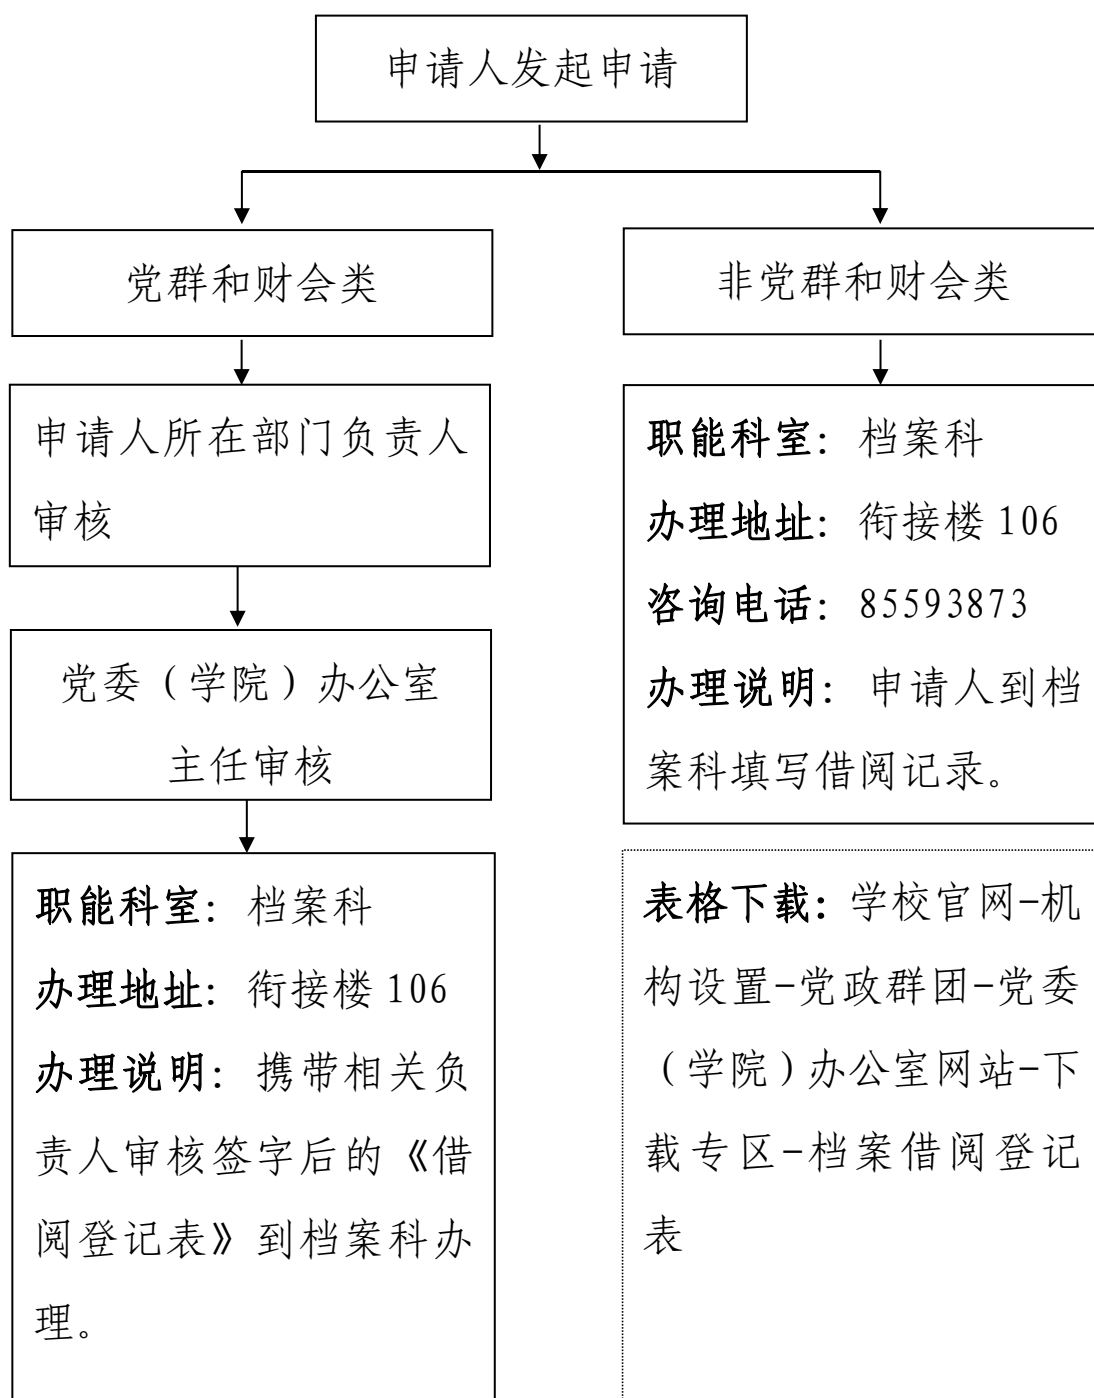 申请人发起申请
党群和财会类
非党群和财会类
申请人所在部门负责人
审核
党委（学院）办公室
主任审核
职能科室：档案科
办理地址：衔接楼 106
办理说明：携带相关负
责人审核签字后的《借
阅登记表》到档案科办
理。
职能科室：档案科
办理地址：衔接楼 106
咨询电话：85593873
办理说明：申请人到档
案科填写借阅记录。
表格下载：学校官网-机
构设置-党政群团-党委
（学院）办公室网站-下
载专区-档案借阅登记
表